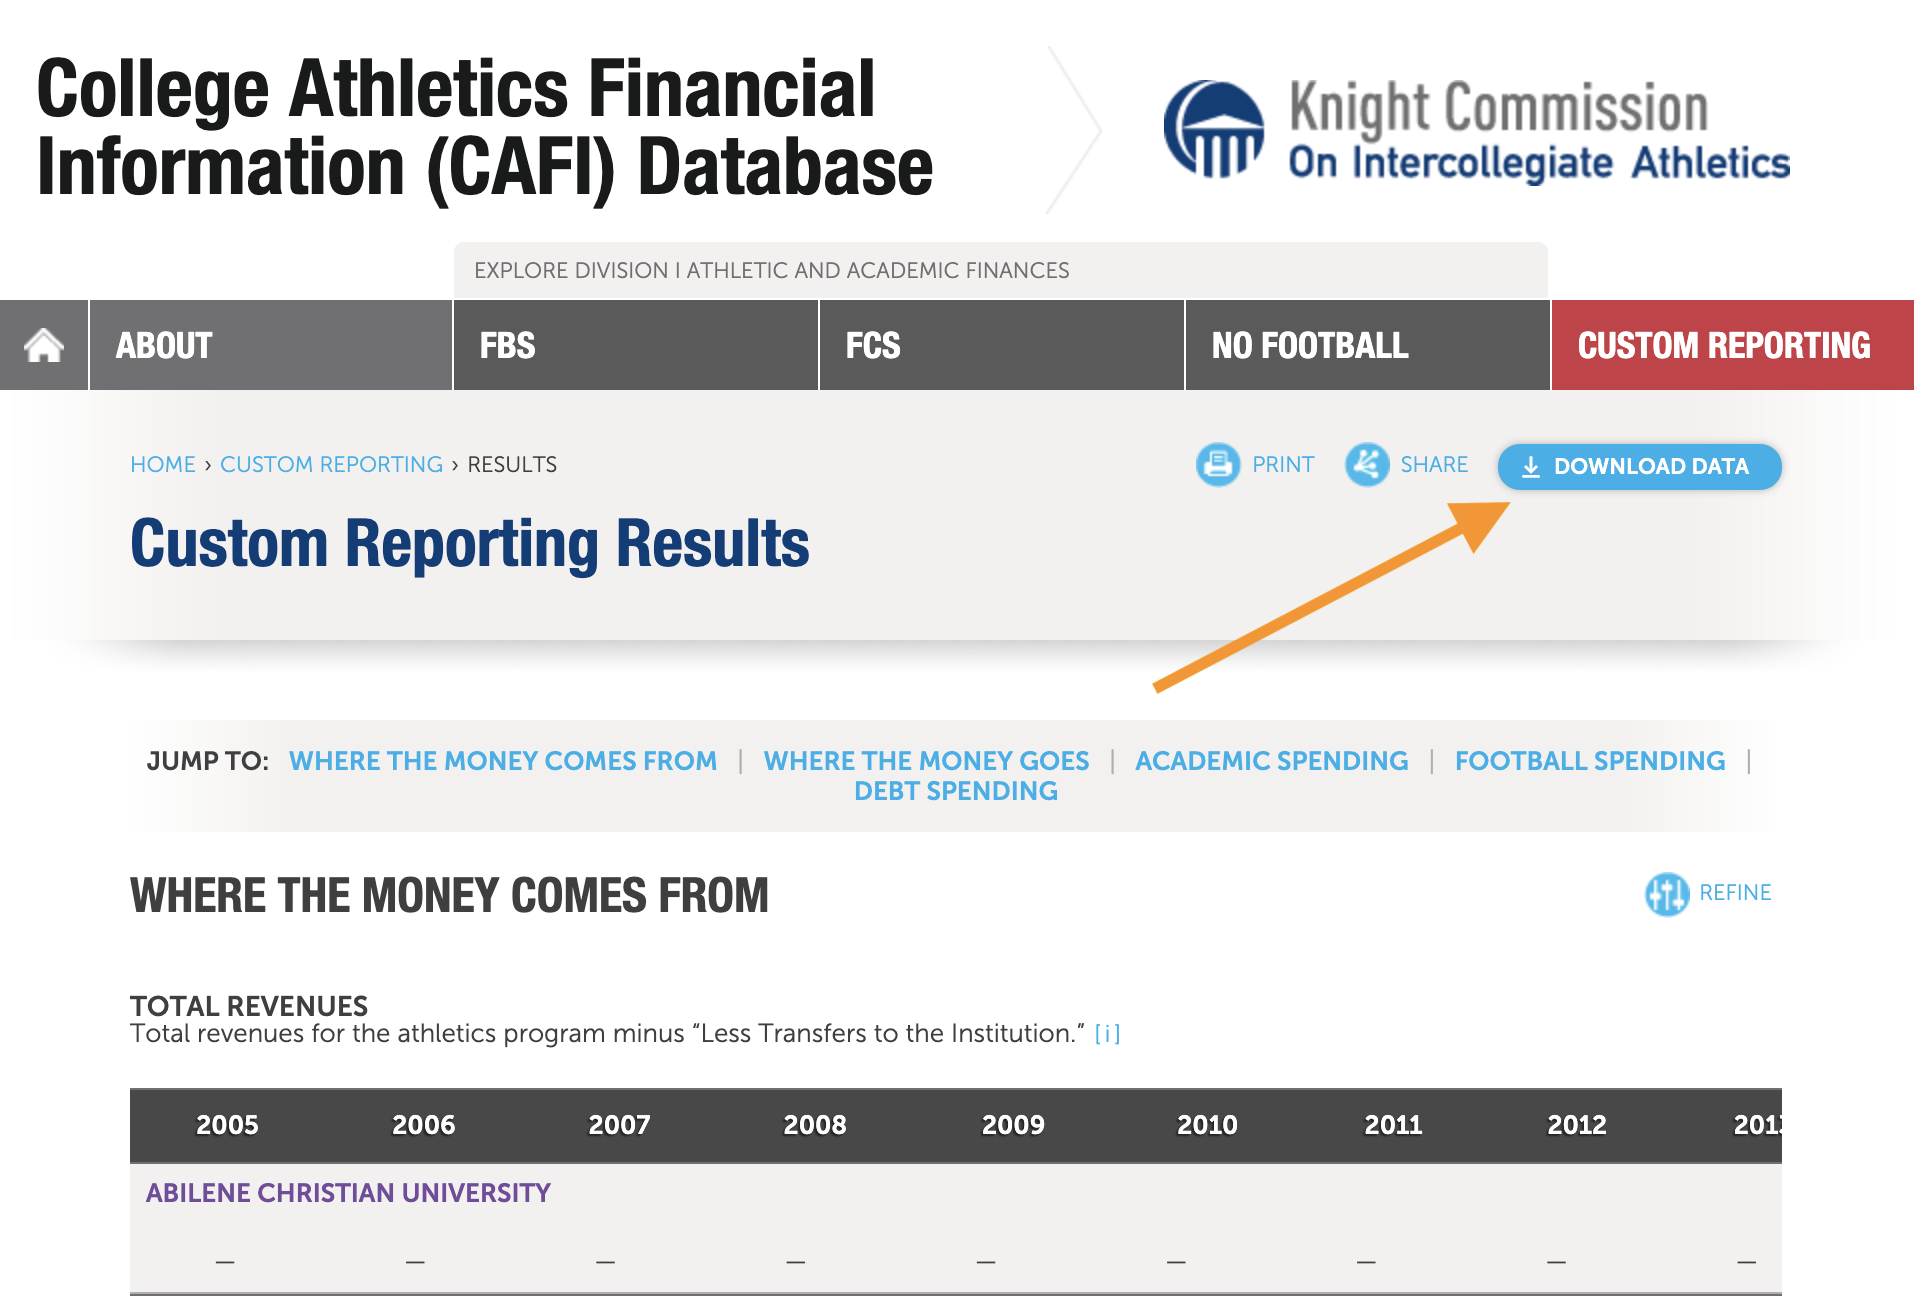 College Athletics Financial
Information (CAFI) Database
Knight Commission
On Intercollegiate Athletics
EXPLORE DIVISION I ATHLETIC AND ACADEMIC FINANCES
ABOUT
FBS
FCS
NO FOOTBALL
CUSTOM REPORTING
HOME › CUSTOM REPORTING › RESULTS
PRINT
SHARE
DOWNLOAD DATA
Custom Reporting Results
JUMP TO: WHERE THE MONEY COMES FROM | WHERE THE MONEY GOES | ACADEMIC SPENDING | FOOTBALL SPENDING |
DEBT SPENDING
WHERE THE MONEY COMES FROM
REFINE
TOTAL REVENUES
Total revenues for the athletics program minus “Less Transfers to the Institution.” [i]
2005 2006 2007 2008 2009 2010 2011 2012
ABILENE CHRISTIAN UNIVERSITY
— — — — — — — — —